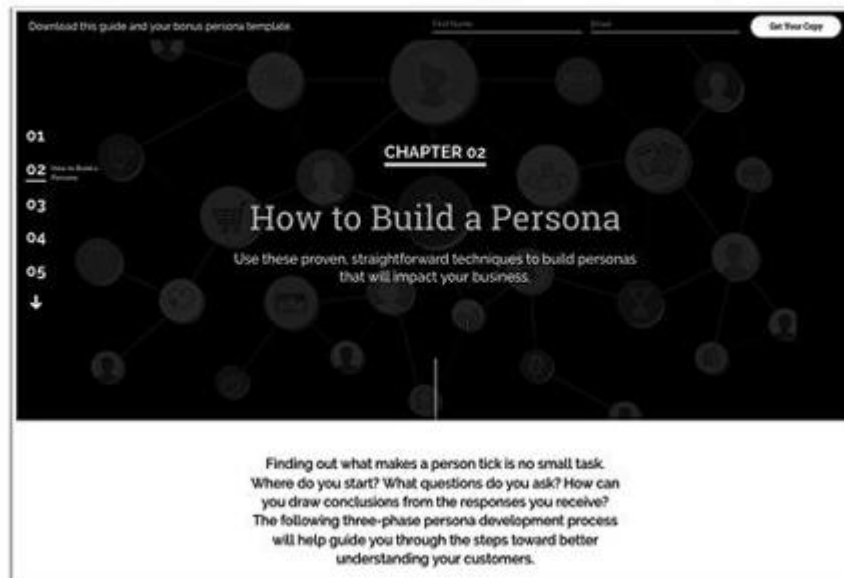 Download this guide and your bonus persona template.
First Name
Email
Get Your Copy
01
02
How to Build a
Persona
03
04
05
CHAPTER 02
How to Build a Persona
Use these proven, straightforward techniques to build personas
that will impact your business.
Finding out what makes a person tick is no small task.
Where do you start? What questions do you ask? How can
you draw conclusions from the responses you receive?
The following three-phase persona development process
will help guide you through the steps toward better
understanding your customers.